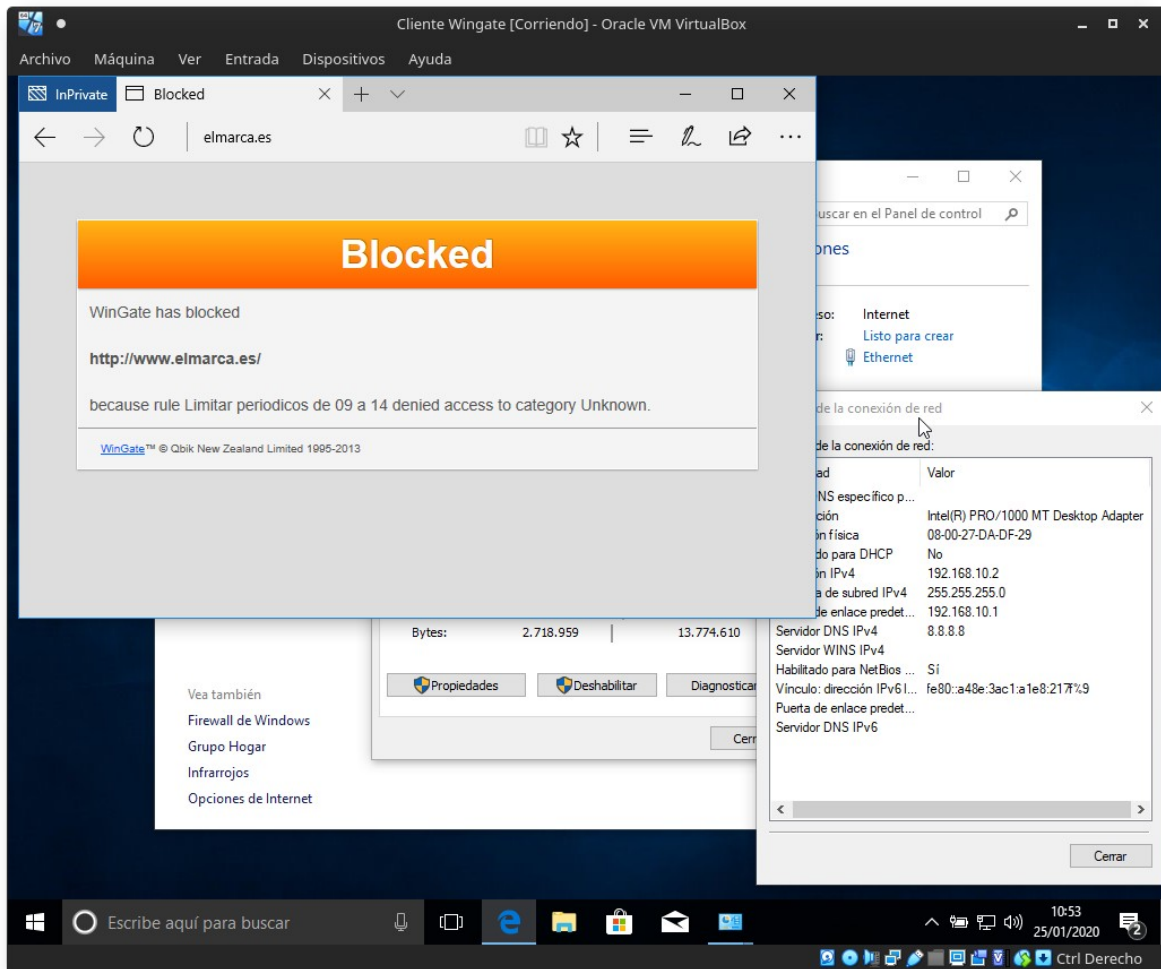 Cliente Wingate [Corriendo] - Oracle VM VirtualBox
Archivo Máquina Ver Entrada Dispositivos Ayuda
InPrivate Blocked
elmarca.es
Blocked
WinGate has blocked
http://www.elmarca.es/
because rule Limitar periodicos de 09 a 14 denied access to category Unknown.
WinGate™ © Qbik New Zealand Limited 1995-2013
uscar en el Panel de control
ones
so: Internet
r: Listo para crear
Ethernet
de la conexión de red
de la conexión de red:
ad Valor
NS específico p...
ción Intel(R) PRO/1000 MT Desktop Adapter
ón física 08-00-27-DA-DF-29
do para DHCP No
ón IPv4 192.168.10.2
a de subred IPv4 255.255.255.0
de enlace predet... 192.168.10.1
Servidor DNS IPv4 8.8.8.8
Servidor WINS IPv4
Habilitado para NetBios ... Sí
Vínculo: dirección IPv6 l... fe80::a48e:3ac1:a1e8:217f%9
Puerta de enlace predet...
Servidor DNS IPv6
Cerrar
Bytes: 2.718.959 13.774.610
Propiedades Deshabilitar Diagnosticar
Cerr
Vea también
Firewall de Windows
Grupo Hogar
Infrarrojos
Opciones de Internet
Escribe aquí para buscar
10:53
25/01/2020
2
Ctrl Derecho